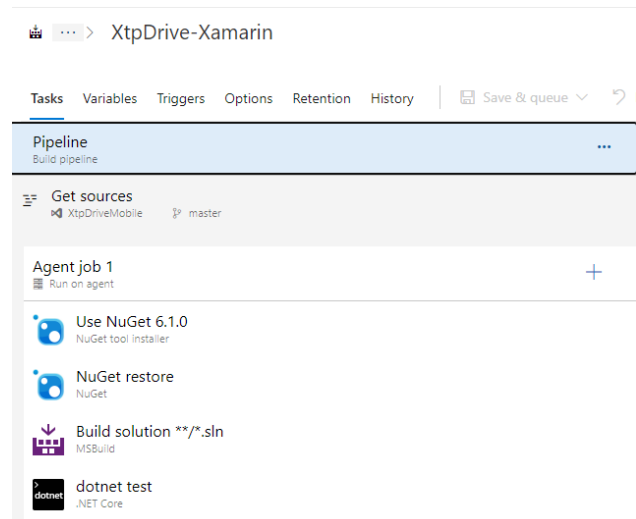 ··· > XtpDrive-Xamarin
Tasks Variables Triggers Options Retention History Save & queue
Pipeline
Build pipeline
Get sources
XtpDriveMobile master
Agent job 1
Run on agent
Use NuGet 6.1.0
NuGet tool installer
NuGet restore
NuGet
Build solution **/*.sln
MSBuild
dotnet test
dotnet
.NET Core